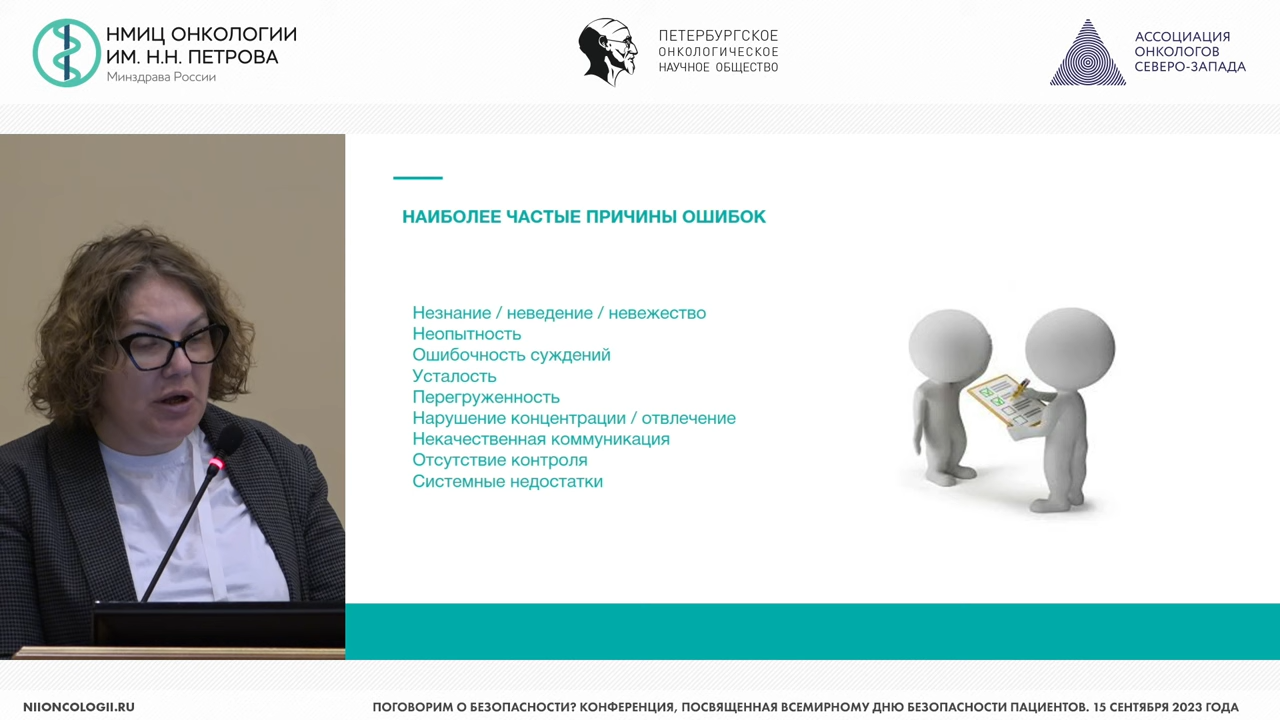 НМИЦ ОНКОЛОГИИ
ИМ. Н.Н. ПЕТРОВА
Минздрава России
ПЕТЕРБУРГСКОЕ
ОНКОЛОГИЧЕСКОЕ
НАУЧНОЕ ОБЩЕСТВО
АССОЦИАЦИЯ
ОНКОЛОГОВ
СЕВЕРО-ЗАПАДА
НАИБОЛЕЕ ЧАСТЫЕ ПРИЧИНЫ ОШИБОК
Незнание / неведение / невежество
Неопытность
Ошибочность суждений
Усталость
Перегруженность
Нарушение концентрации / отвлечение
Некачественная коммуникация
Отсутствие контроля
Системные недостатки
NIIONCOLOGII.RU
ПОГОВОРИМ О БЕЗОПАСНОСТИ? КОНФЕРЕНЦИЯ, ПОСВЯЩЕННАЯ ВСЕМИРНОМУ ДНЮ БЕЗОПАСНОСТИ ПАЦИЕНТОВ. 15 СЕНТЯБРЯ 2023 ГОДА